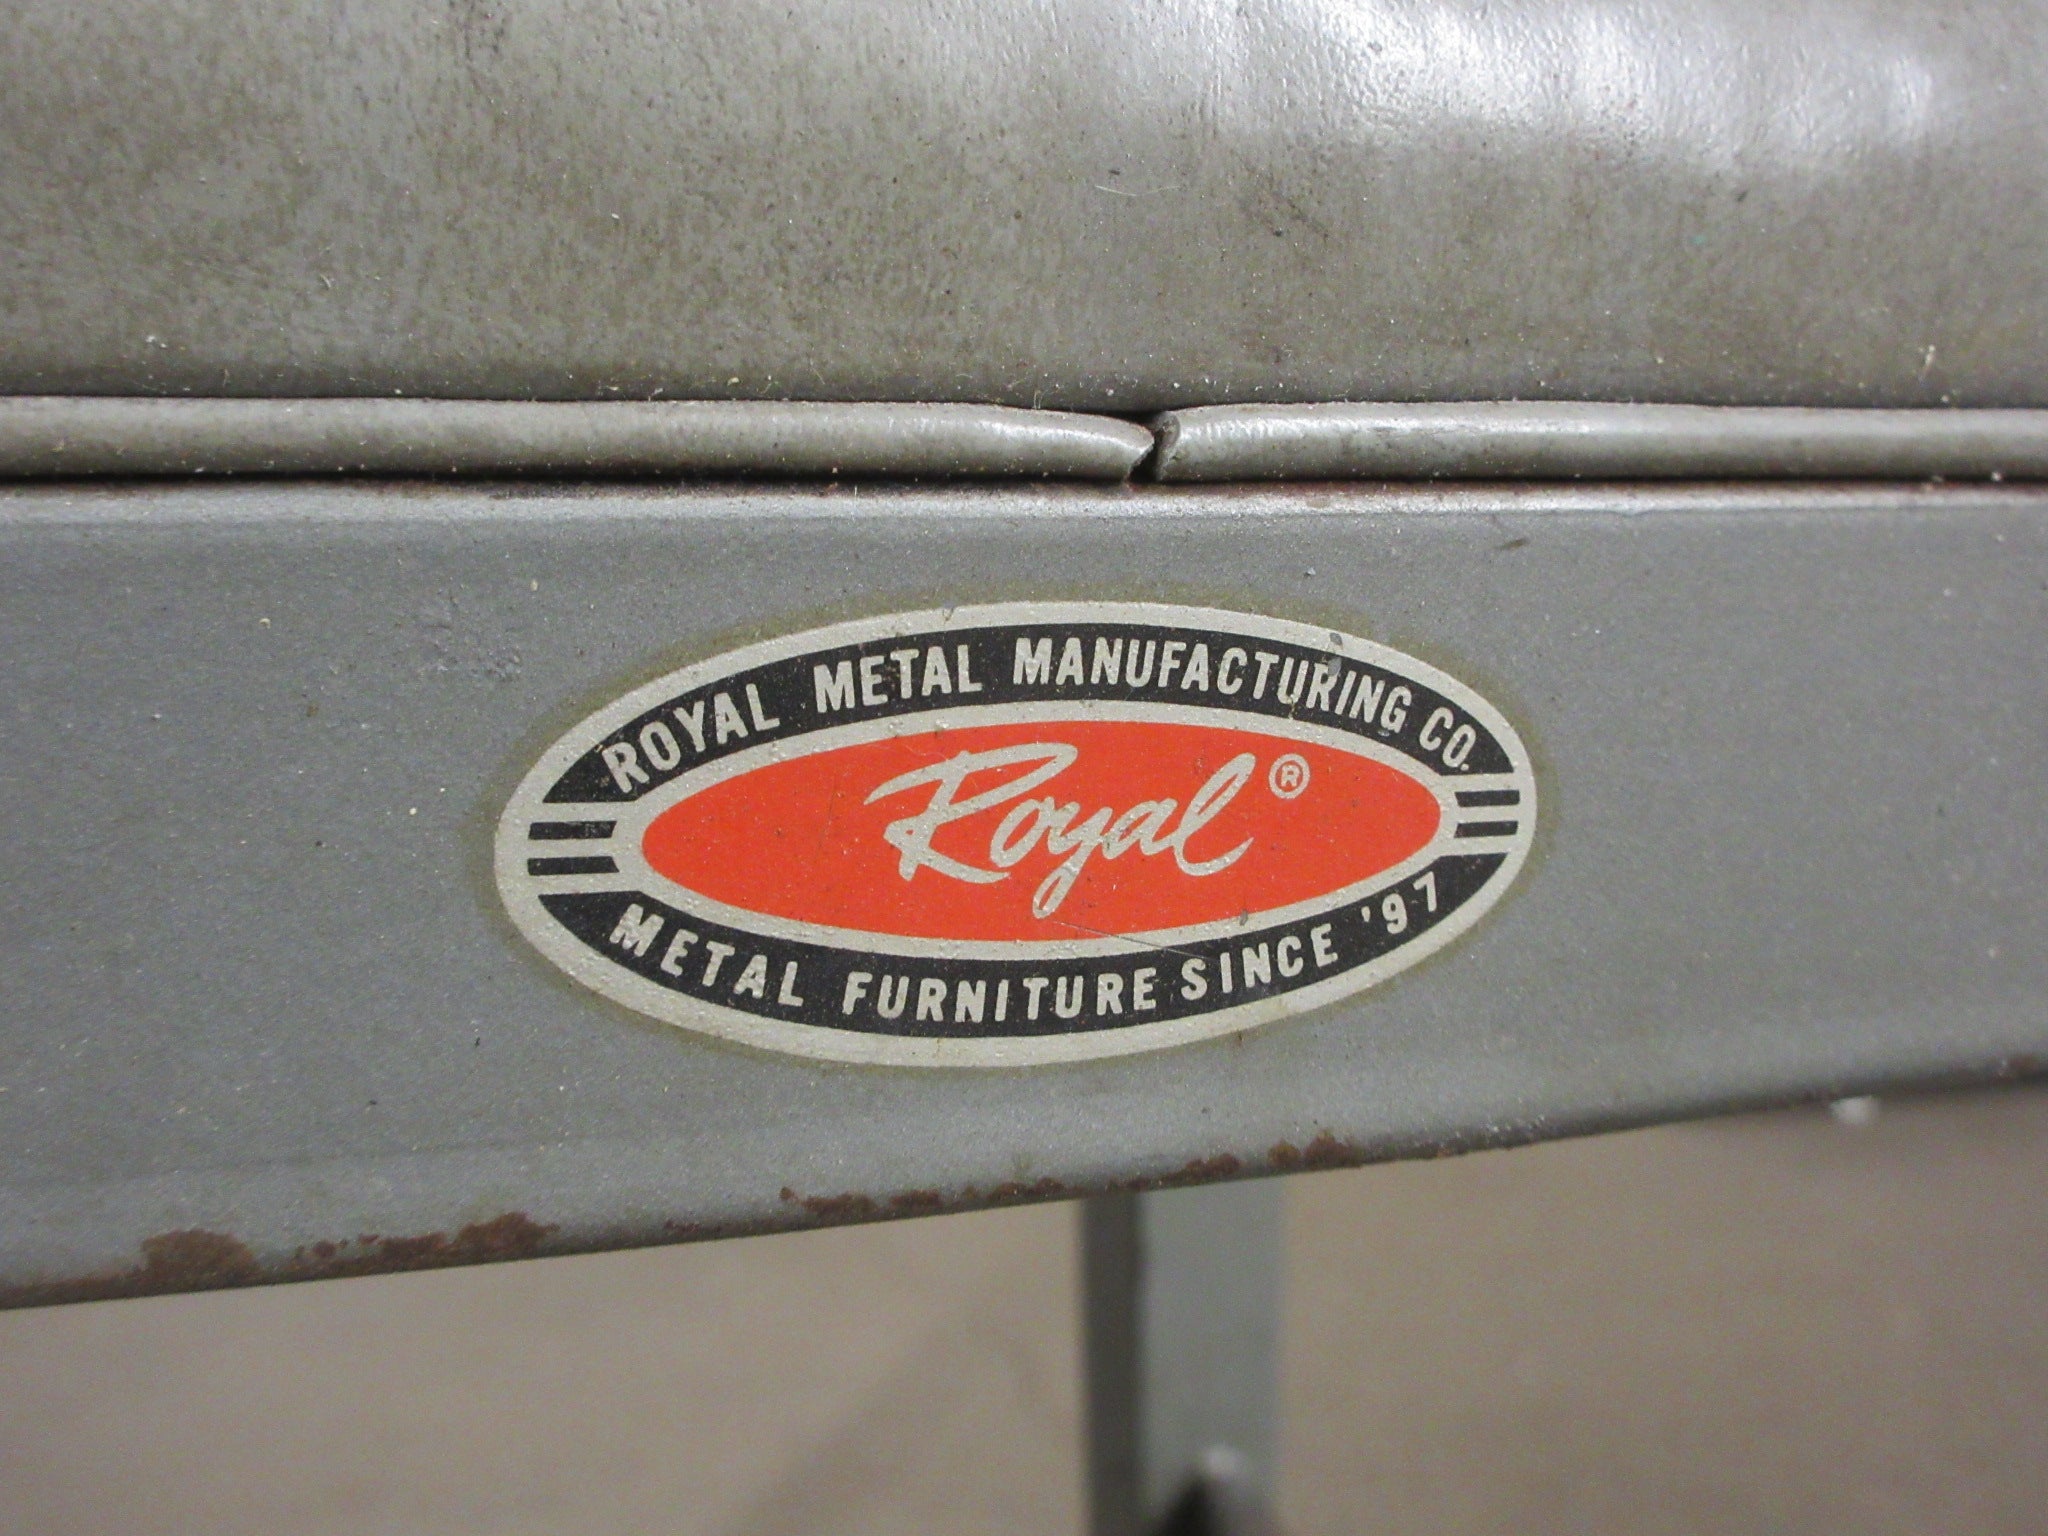 ROYAL METAL MANUFACTURING CO.
Royal ®
METAL FURNITURE SINCE '97